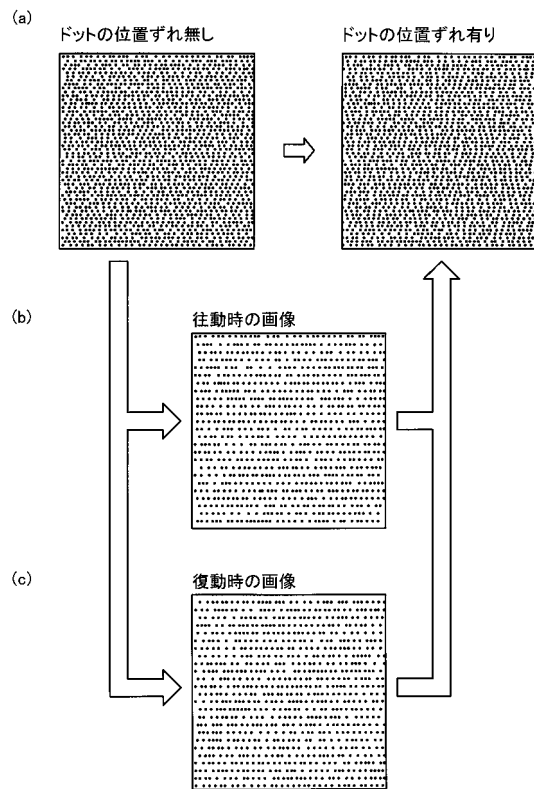 (a)
ドットの位置ずれ無し
ドットの位置ずれ有り
(b)
往動時の画像
(c)
復動時の画像